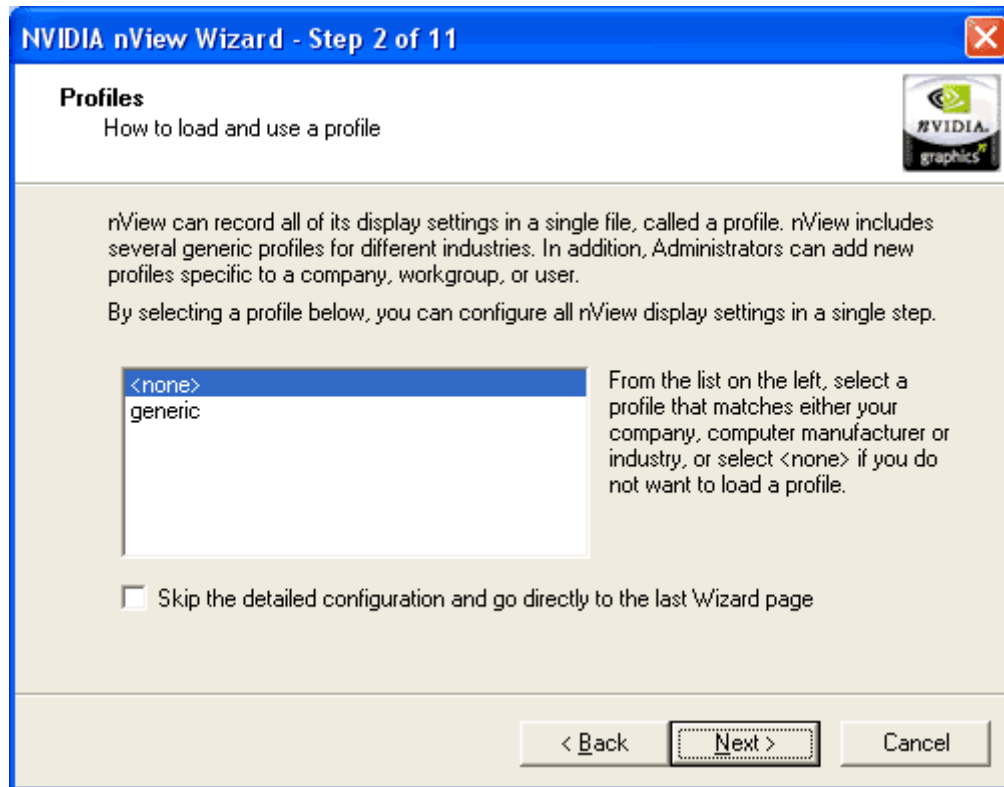 NVIDIA nView Wizard - Step 2 of 11
Profiles
How to load and use a profile
nVIDIA.
graphics
nView can record all of its display settings in a single file, called a profile. nView includes
several generic profiles for different industries. In addition, Administrators can add new
profiles specific to a company, workgroup, or user.
By selecting a profile below, you can configure all nView display settings in a single step.
<none>
generic
From the list on the left, select a
profile that matches either your
company, computer manufacturer or
industry, or select <none> if you do
not want to load a profile.
Skip the detailed configuration and go directly to the last Wizard page
< Back
Next >
Cancel